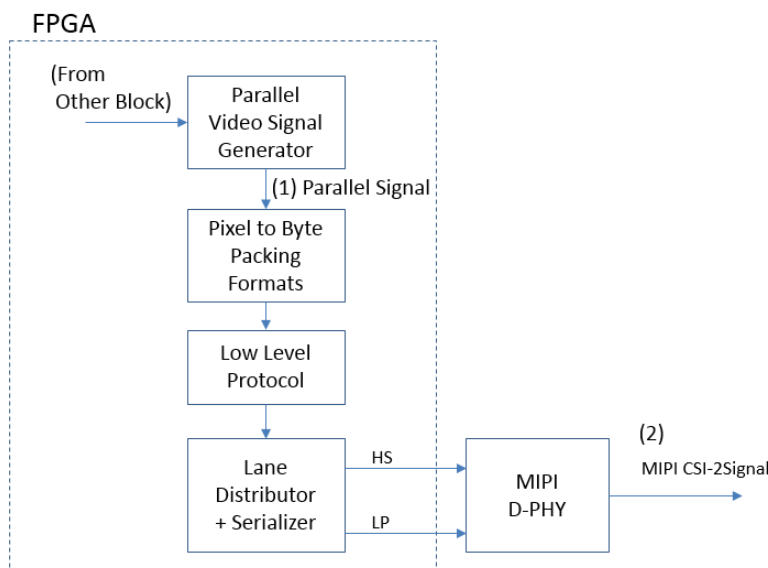 FPGA
(From
Other Block)
Parallel
Video Signal
Generator
(1) Parallel Signal
Pixel to Byte
Packing
Formats
Low Level
Protocol
Lane
Distributor
+ Serializer
HS
LP
MIPI
D-PHY
(2)
MIPI CSI-2Signal